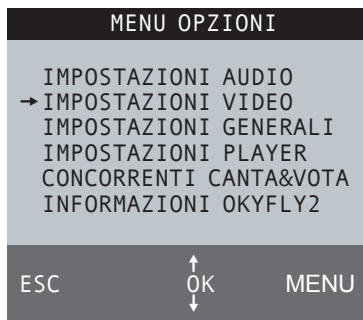 MENU OPZIONI
IMPOSTAZIONI AUDIO
→IMPOSTAZIONI VIDEO
IMPOSTAZIONI GENERALI
IMPOSTAZIONI PLAYER
CONCORRENTI CANTA&VOTA
INFORMAZIONI OKYFLY2
ESC OK MENU